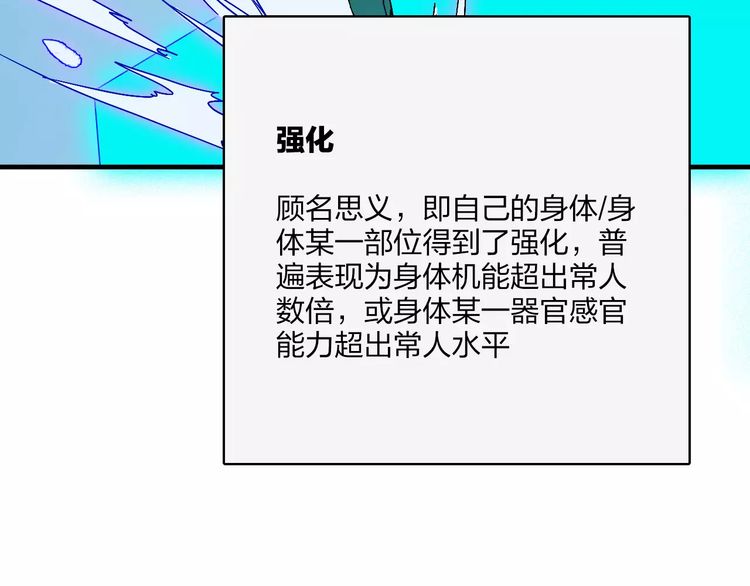 强化
顾名思义，即自己的身体/身
体某一部位得到了强化，普
遍表现为身体机能超出常人
数倍，或身体某一器官感官
能力超出常人水平